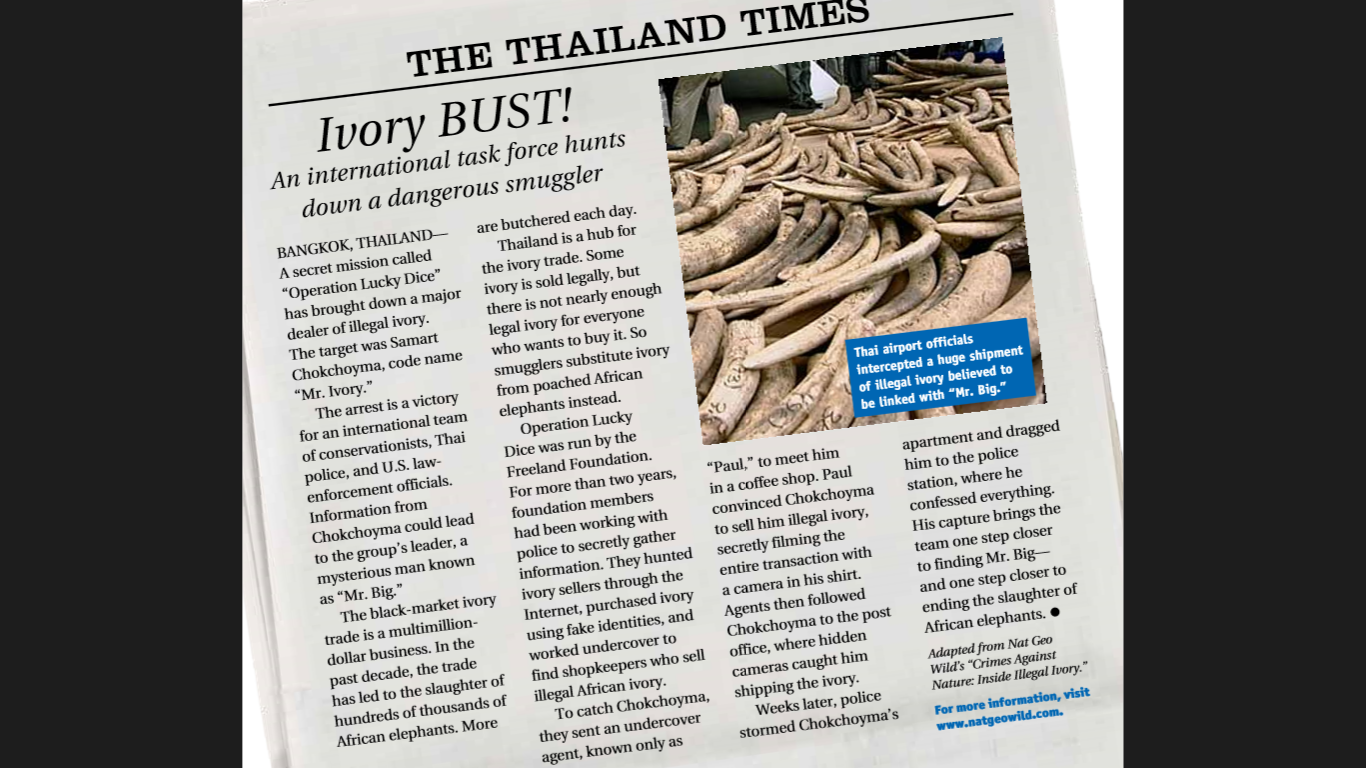 THE THAILAND TIMES
Ivory BUST!
An international task force hunts
down a dangerous smuggler
BANGKOK, THAILAND—
A secret mission called
“Operation Lucky Dice”
has brought down a major
dealer of illegal ivory.
The target was Samart
Chokchoyma, code name
“Mr. Ivory.”
The arrest is a victory
for an international team
of conservationists, Thai
police, and U.S. law-
enforcement officials.
Information from
Chokchoyma could lead
to the group’s leader, a
mysterious man known
as “Mr. Big.”
The black-market ivory
trade is a multimillion-
dollar business. In the
past decade, the trade
has led to the slaughter of
hundreds of thousands of
African elephants. More
are butchered each day.
Thailand is a hub for
the ivory trade. Some
ivory is sold legally, but
there is not nearly enough
legal ivory for everyone
who wants to buy it. So
smugglers substitute ivory
from poached African
elephants instead.
Operation Lucky
Dice was run by the
Freeland Foundation.
For more than two years,
foundation members
had been working with
police to secretly gather
information. They hunted
ivory sellers through the
Internet, purchased ivory
using fake identities, and
worked undercover to
find shopkeepers who sell
illegal African ivory.
To catch Chokchoyma,
they sent an undercover
agent, known only as
Thai airport officials
intercepted a huge shipment
of illegal ivory believed to
be linked with “Mr. Big.”
“Paul,” to meet him
in a coffee shop. Paul
convinced Chokchoyma
to sell him illegal ivory,
secretly filming the
entire transaction with
a camera in his shirt.
Agents then followed
Chokchoyma to the post
office, where hidden
cameras caught him
shipping the ivory.
Weeks later, police
stormed Chokchoyma’s
apartment and dragged
him to the police
station, where he
confessed everything.
His capture brings the
team one step closer
to finding Mr. Big—
and one step closer to
ending the slaughter of
African elephants. ●
Adapted from Nat Geo
Wild’s “Crimes Against
Nature: Inside Illegal Ivory.”
For more information, visit
www.natgeowild.com.